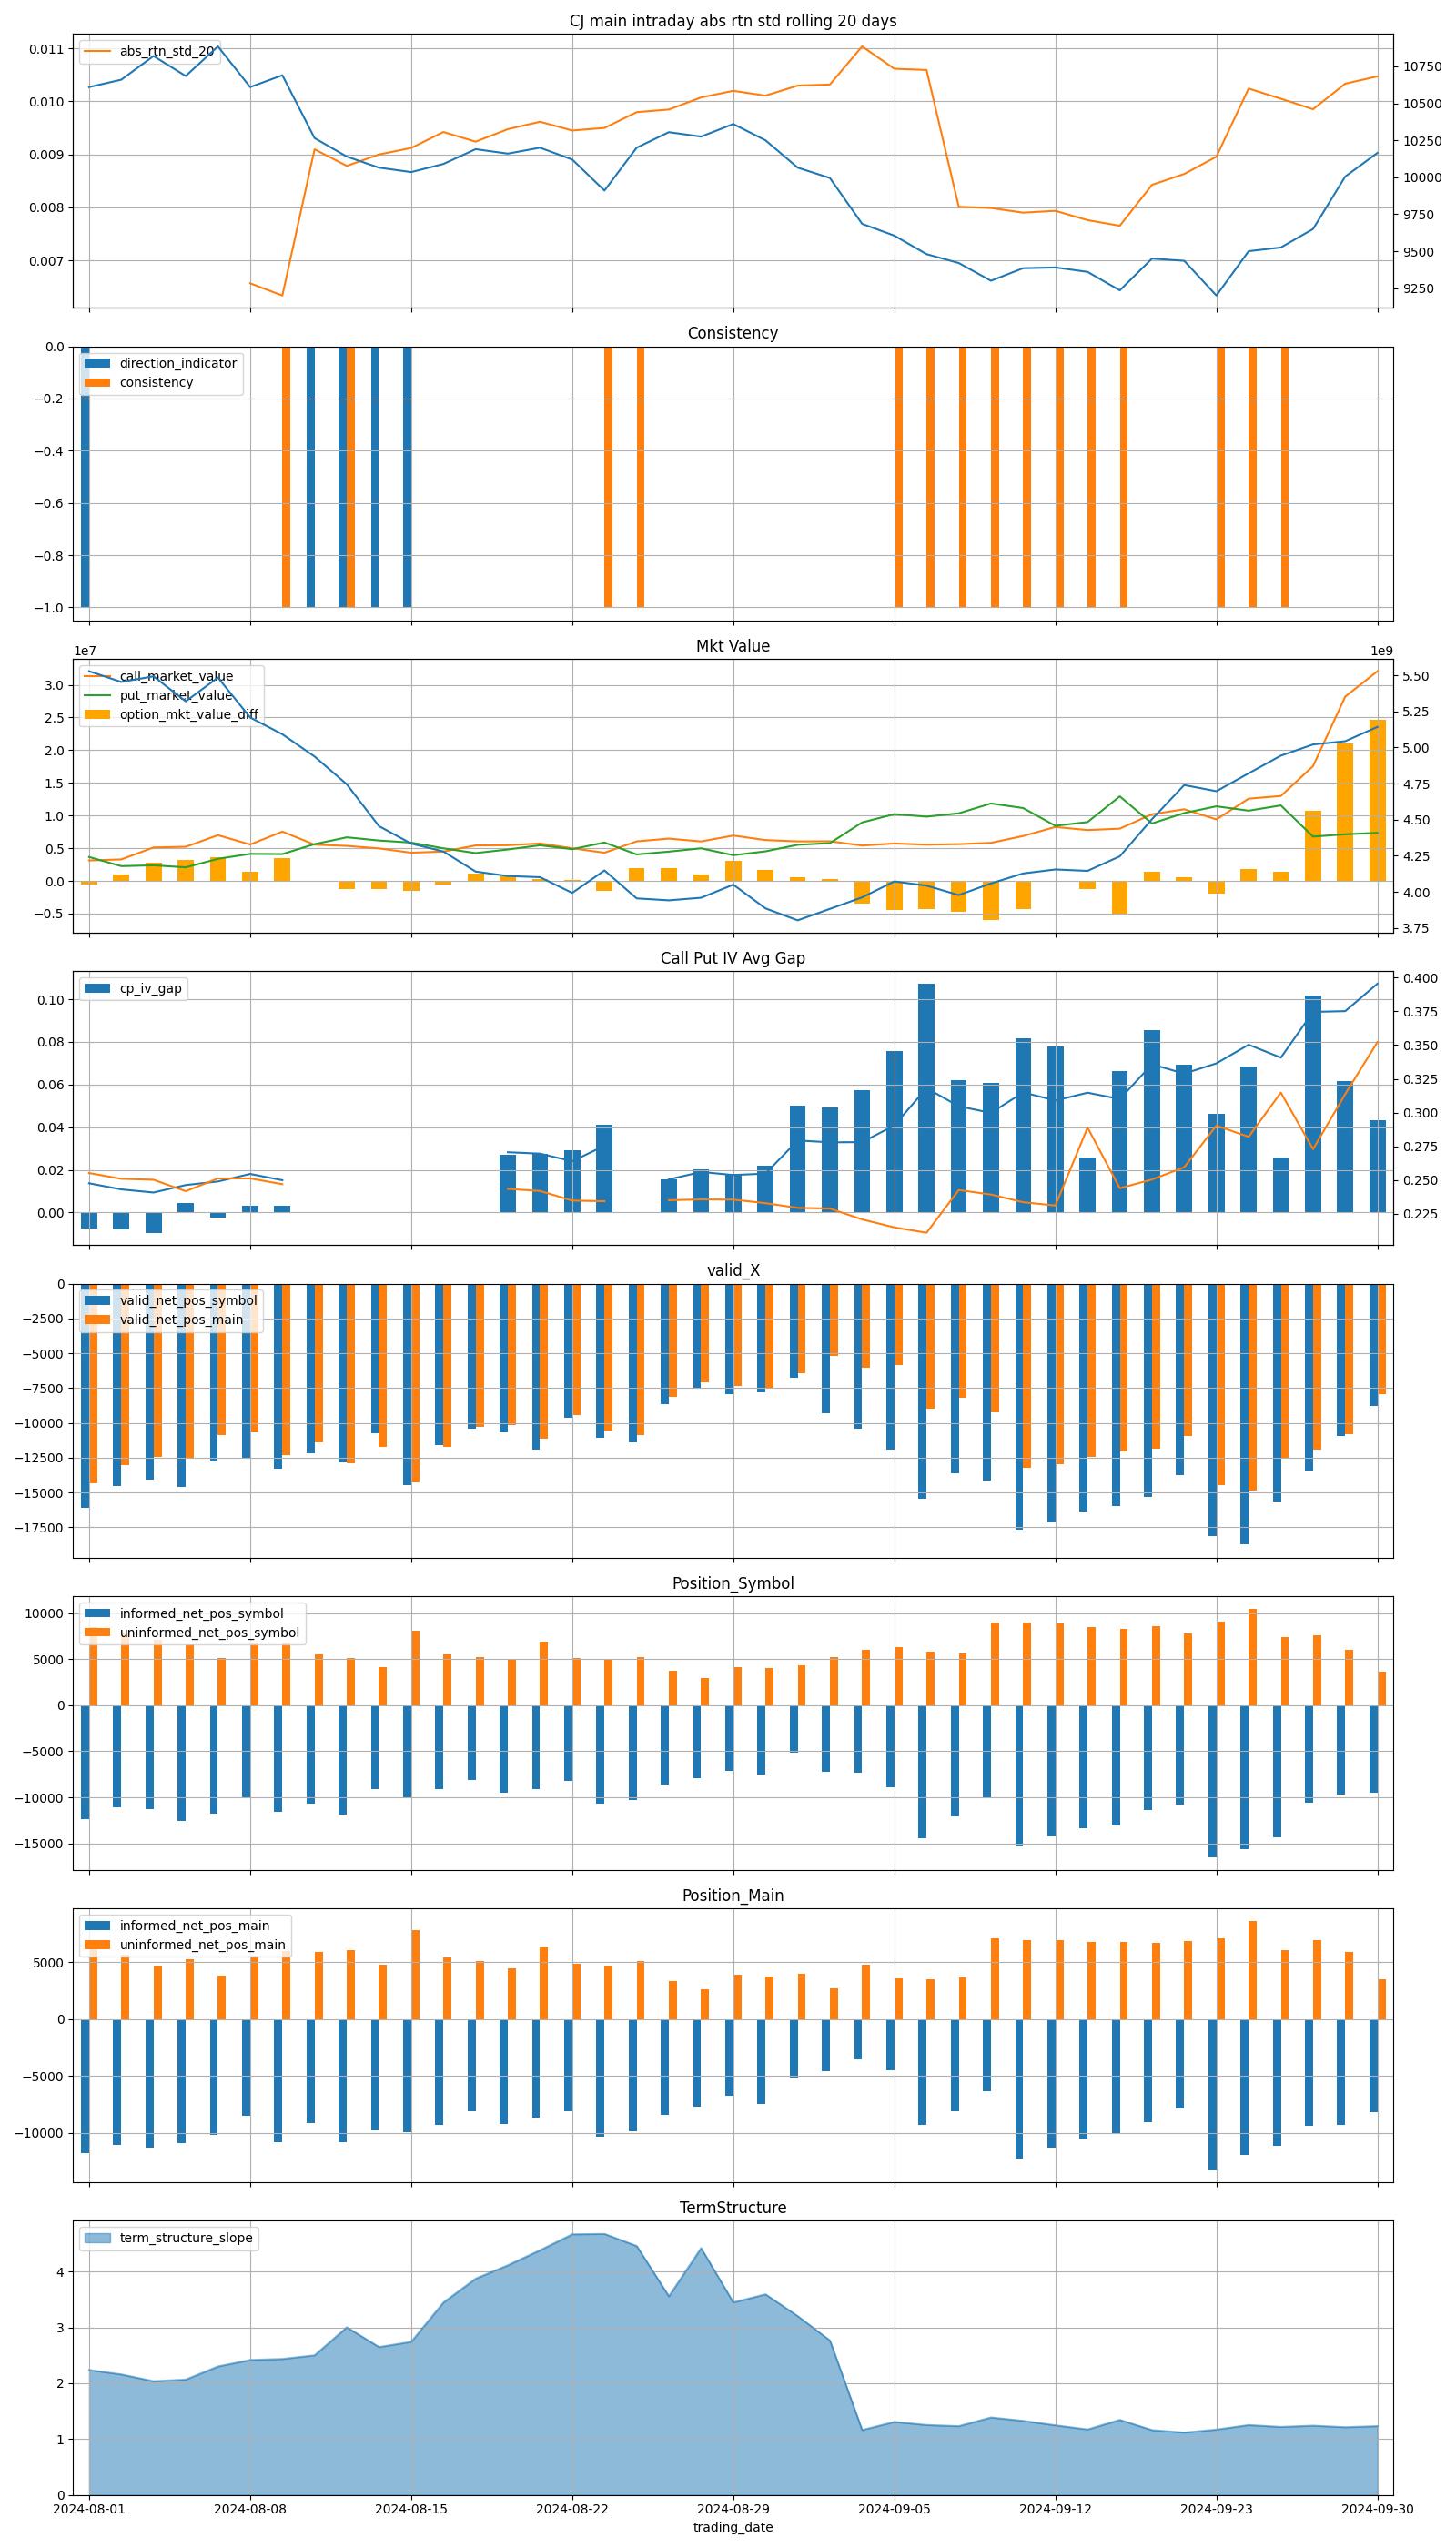 CJ main intraday abs rtn std rolling 20 days
abs_rtn_std_20
0.011
0.010
0.009
0.008
0.007
10750
10500
10250
10000
9750
9500
9250
Consistency
direction_indicator
consistency
0.0
−0.2
−0.4
−0.6
−0.8
−1.0
Mkt Value
1e7
1e9
call_market_value
put_market_value
option_mkt_value_diff
3.0
2.5
2.0
1.5
1.0
0.5
0.0
−0.5
5.50
5.25
5.00
4.75
4.50
4.25
4.00
3.75
Call Put IV Avg Gap
cp_iv_gap
0.10
0.08
0.06
0.04
0.02
0.00
0.400
0.375
0.350
0.325
0.300
0.275
0.250
0.225
valid_X
valid_net_pos_symbol
valid_net_pos_main
0
−2500
−5000
−7500
−10000
−12500
−15000
−17500
Position_Symbol
informed_net_pos_symbol
uninformed_net_pos_symbol
10000
5000
0
−5000
−10000
−15000
Position_Main
informed_net_pos_main
uninformed_net_pos_main
5000
0
−5000
−10000
TermStructure
term_structure_slope
4
3
2
1
0
2024-08-01 2024-08-08 2024-08-15 2024-08-22 2024-08-29 2024-09-05 2024-09-12 2024-09-23 2024-09-30
trading_date